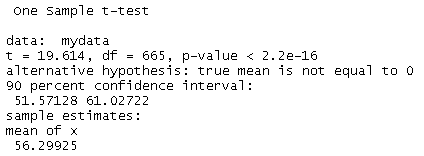 One Sample t-test
data:  mydata
t = 19.614, df = 665, p-value < 2.2e-16
alternative hypothesis: true mean is not equal to 0
90 percent confidence interval:
51.57128 61.02722
sample estimates:
mean of x
56.29925